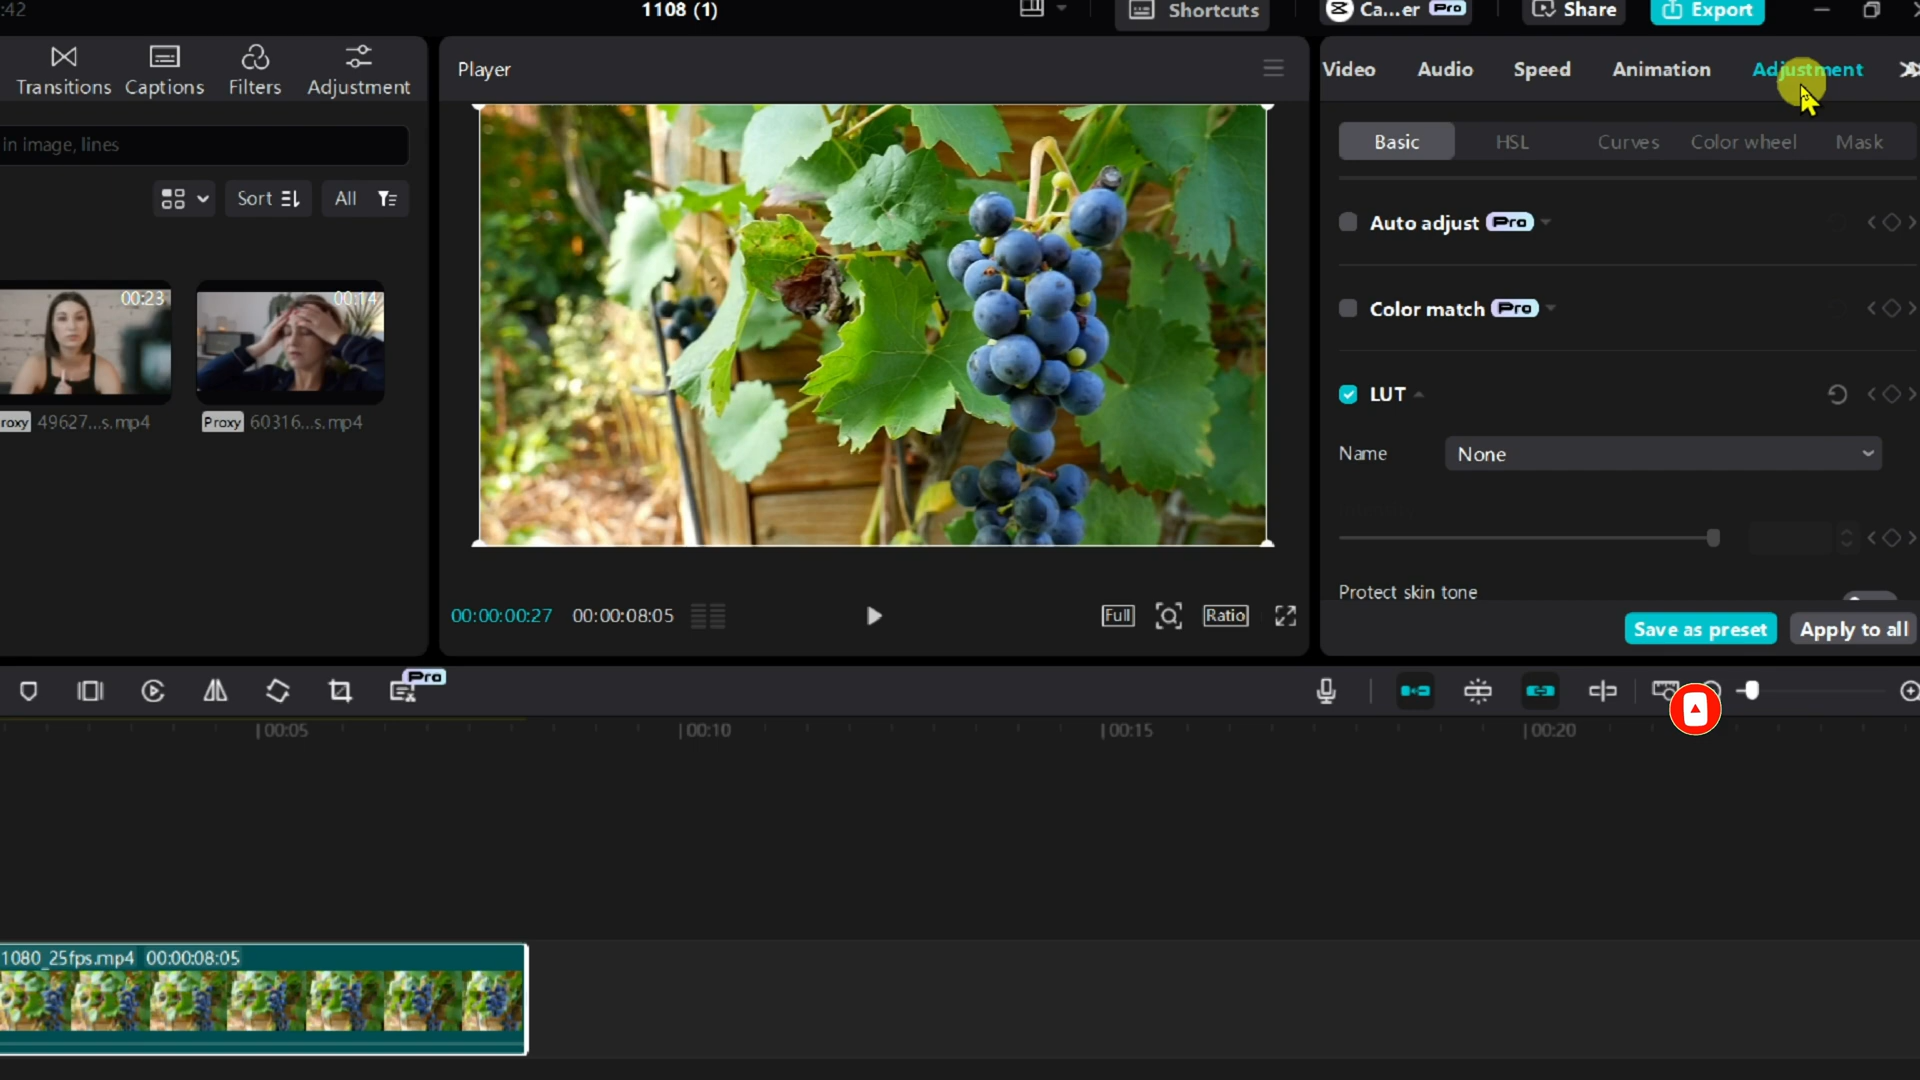 :42
1108 (1)
Shortcuts
Ca...er Pro
Share
Export
Transitions
Captions
Filters
Adjustment
in image, lines
Sort
All
00:23
00:14
roxy 49627...s.mp4
Proxy 60316...s.mp4
Player
00:00:00:27
00:00:08:05
Full
Ratio
Video
Audio
Speed
Animation
Adjustment
Basic
HSL
Curves
Color wheel
Mask
Auto adjust Pro
Color match Pro
LUT
Name
None
Protect skin tone
Save as preset
Apply to all
Pro
00:05
00:10
00:15
00:20
1080_25fps.mp4 00:00:08:05